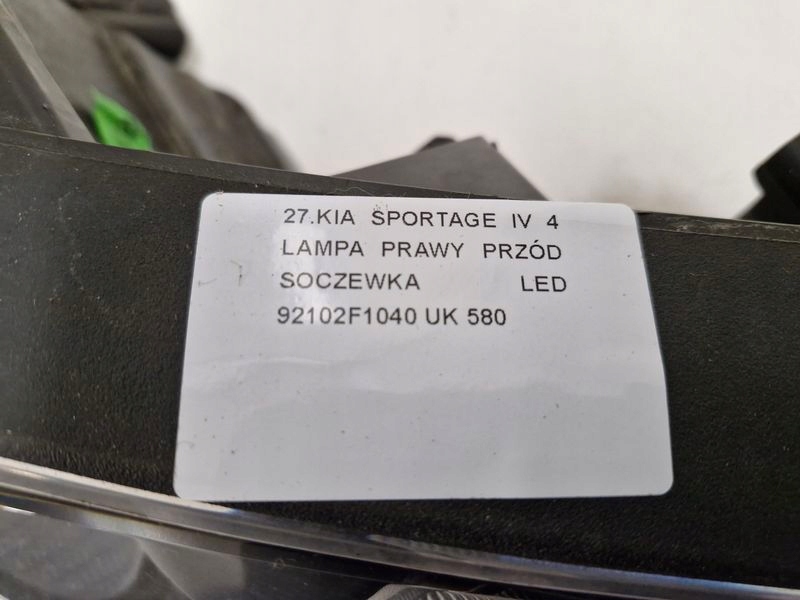 27.KIA SPORTAGE IV 4
LAMPA PRAWY PRZÓD
SOCZEWKA LED
92102F1040 UK 580